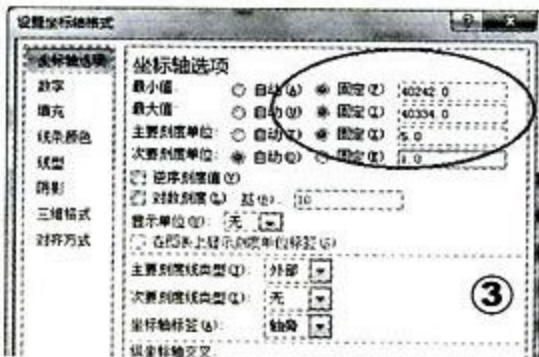 设置坐标轴格式
坐标轴选项
数字
填充
线条颜色
线型
阴影
三维格式
对齐方式
坐标轴选项
最小值: 自动(A) 固定(F) 40242.0
最大值: 自动(U) 固定(I) 40334.0
主要刻度单位: 自动(T) 固定(X) 5.0
次要刻度单位: 自动(O) 固定(E) 1.0
逆序刻度值(V)
对数刻度(L) 基(B): 10
显示单位(U): 无
在图表上显示刻度单位标签(S)
主要刻度线类型(J): 外部
次要刻度线类型(I): 无
坐标轴标签(A): 轴旁
纵坐标轴交叉:
③